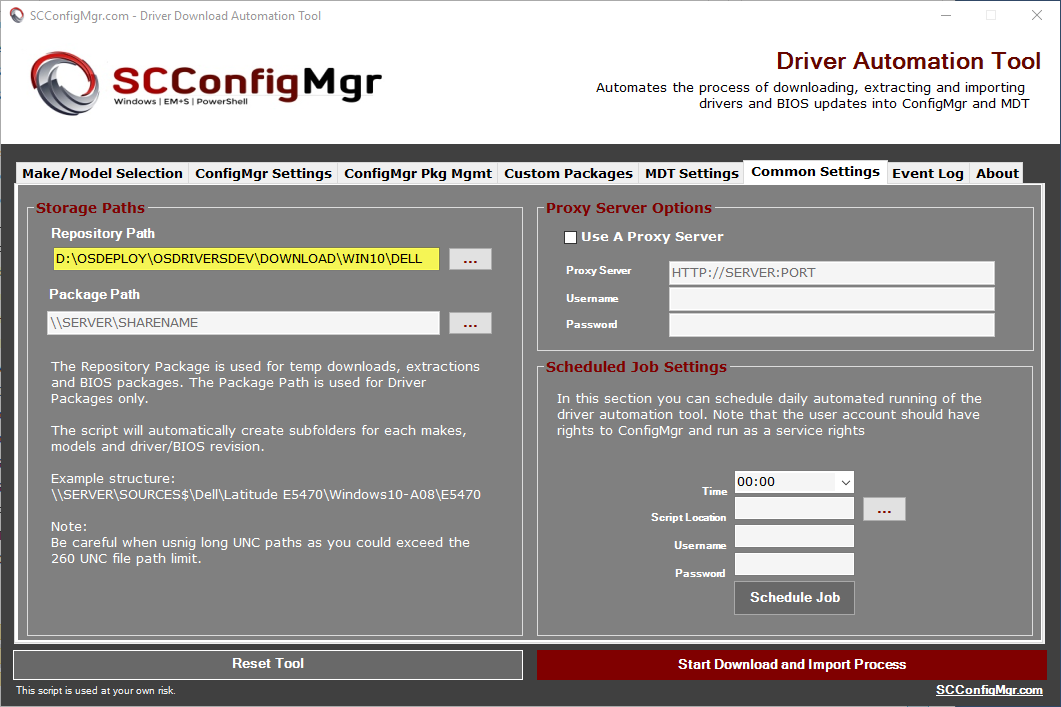 SCConfigMgr.com - Driver Download Automation Tool
SCConfigMgr
Windows | EM+S | PowerShell
Driver Automation Tool
Automates the process of downloading, extracting and importing
drivers and BIOS updates into ConfigMgr and MDT
Make/Model Selection
ConfigMgr Settings
ConfigMgr Pkg Mgmt
Custom Packages
MDT Settings
Common Settings
Event Log
About
Storage Paths
Repository Path
D:\OSDEPLOY\OSDRIVERSDEV\DOWNLOAD\WIN10\DELL
...
Package Path
\\SERVER\SHARENAME
...
The Repository Package is used for temp downloads, extractions
and BIOS packages. The Package Path is used for Driver
Packages only.
The script will automatically create subfolders for each makes,
models and driver/BIOS revision.
Example structure:
\\SERVER\SOURCES$\Dell\Latitude E5470\Windows10-A08\E5470
Note:
Be careful when usnig long UNC paths as you could exceed the
260 UNC file path limit.
Proxy Server Options
Use A Proxy Server
Proxy Server
HTTP://SERVER:PORT
Username
Password
Scheduled Job Settings
In this section you can schedule daily automated running of the
driver automation tool. Note that the user account should have
rights to ConfigMgr and run as a service rights
Time
00:00
Script Location
...
Username
Password
Schedule Job
Reset Tool
Start Download and Import Process
This script is used at your own risk.
SCConfigMgr.com